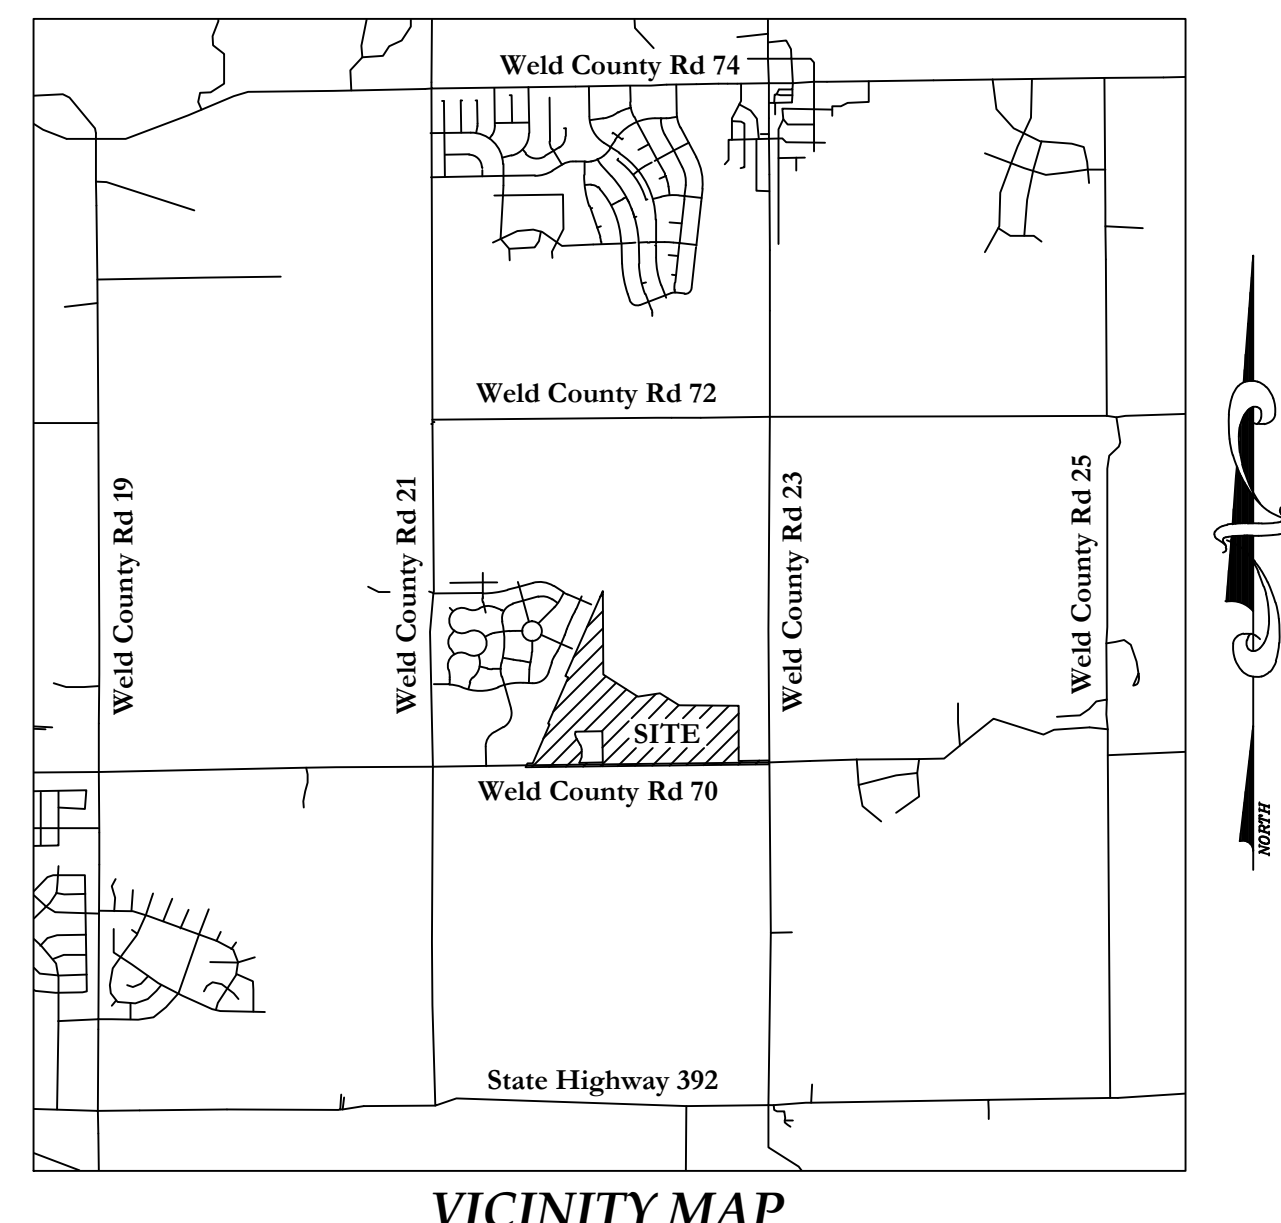 Weld County Rd 74
Weld County Rd 72
Weld County Rd 19
Weld County Rd 21
Weld County Rd 23
Weld County Rd 25
SITE
Weld County Rd 70
NORTH
State Highway 392
VICINITY MAP